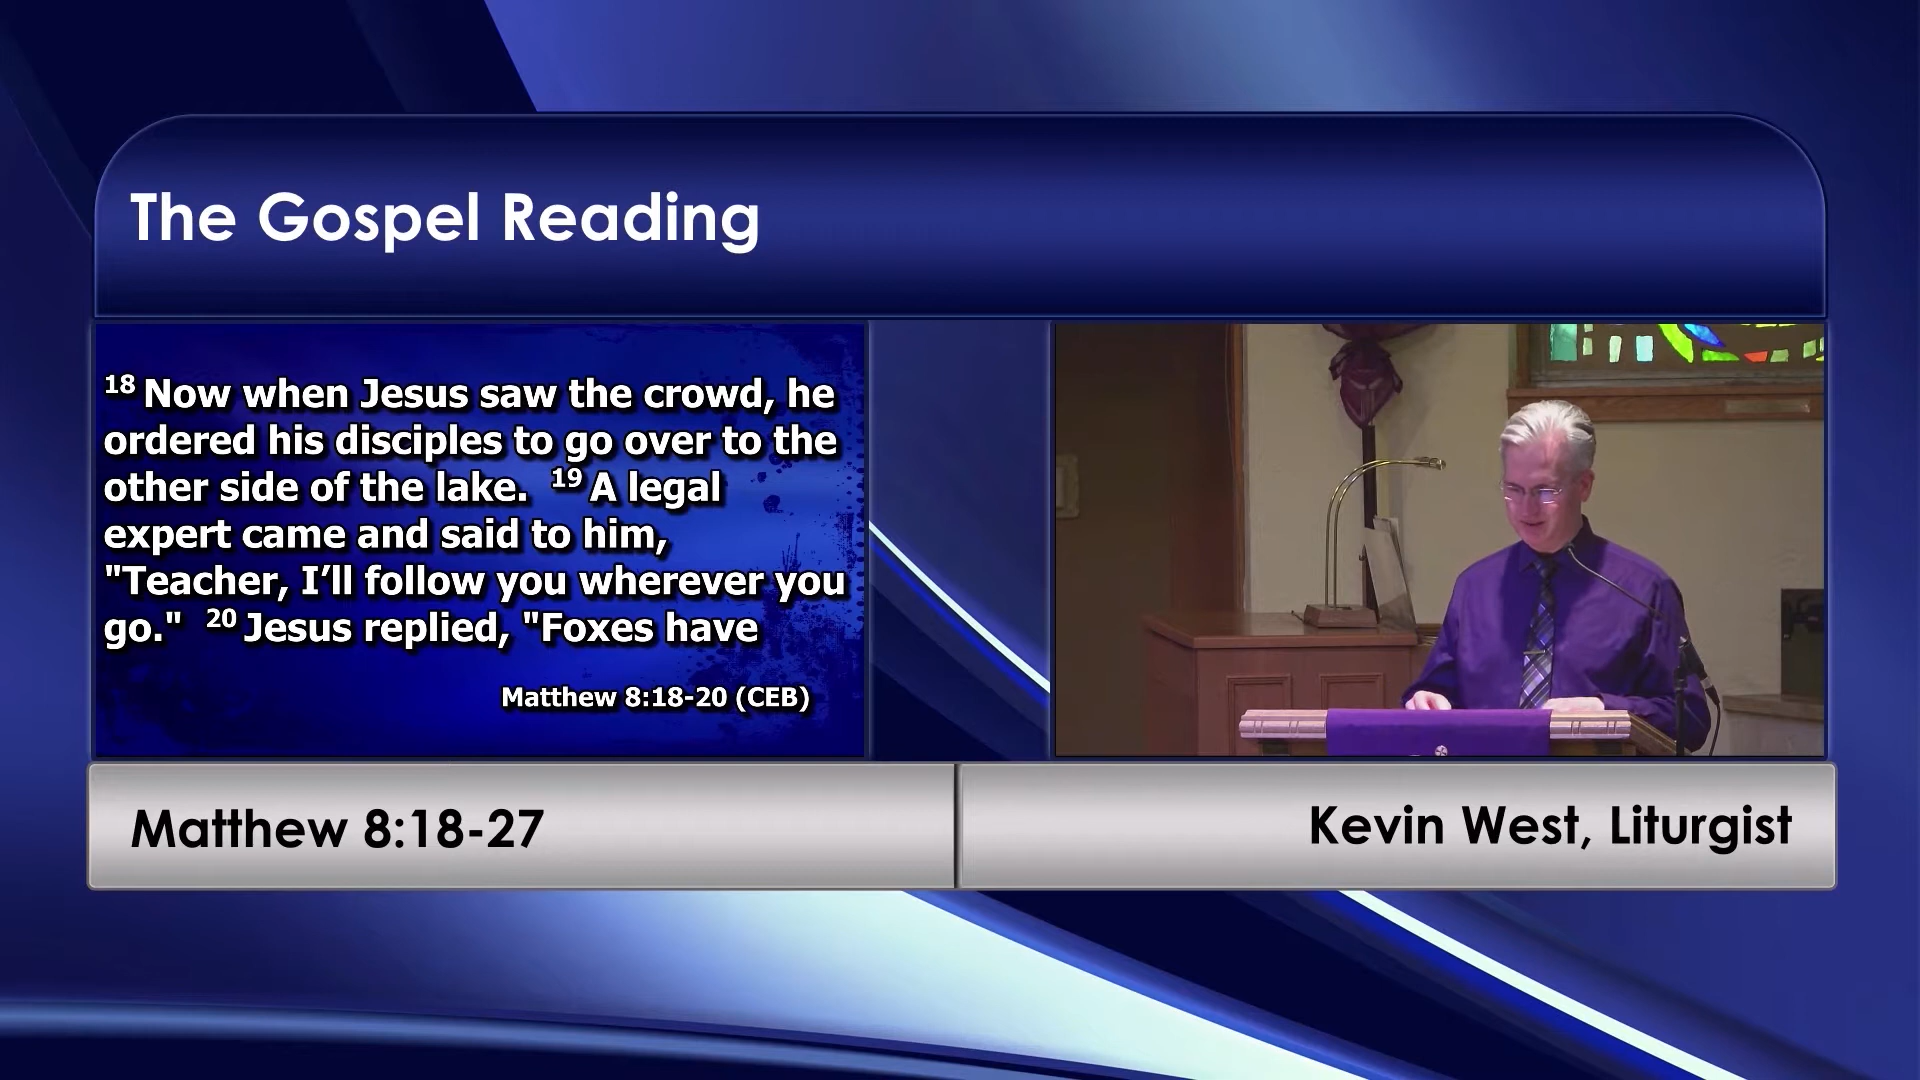 The Gospel Reading
18 Now when Jesus saw the crowd, he
ordered his disciples to go over to the
other side of the lake. 19 A legal
expert came and said to him,
"Teacher, I’ll follow you wherever you
go." 20 Jesus replied, "Foxes have
Matthew 8:18-20 (CEB)
Matthew 8:18-27
Kevin West, Liturgist